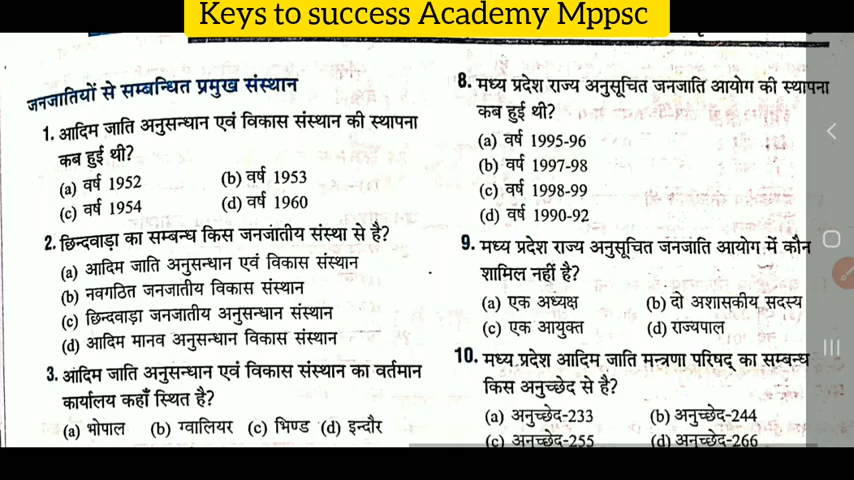 Keys to success Academy Mppsc
जनजातियों से सम्बन्धित प्रमुख संस्थान
1. आदिम जाति अनुसन्धान एवं विकास संस्थान की स्थापना
कब हुई थी?
(a) वर्ष 1952 (b) वर्ष 1953
(c) वर्ष 1954 (d) वर्ष 1960
2. छिन्दवाड़ा का सम्बन्ध किस जनजातीय संस्था से है?
(a) आदिम जाति अनुसन्धान एवं विकास संस्थान
(b) नवगठित जनजातीय विकास संस्थान
(c) छिन्दवाड़ा जनजातीय अनुसन्धान संस्थान
(d) आदिम मानव अनुसन्धान विकास संस्थान
3. आदिम जाति अनुसन्धान एवं विकास संस्थान का वर्तमान
कार्यालय कहाँ स्थित है?
(a) भोपाल (b) ग्वालियर (c) भिण्ड (d) इन्दौर
8. मध्य प्रदेश राज्य अनुसूचित जनजाति आयोग की स्थापना
कब हुई थी?
(a) वर्ष 1995-96
(b) वर्ष 1997-98
(c) वर्ष 1998-99
(d) वर्ष 1990-92
9. मध्य प्रदेश राज्य अनुसूचित जनजाति आयोग में कौन
शामिल नहीं है?
(a) एक अध्यक्ष (b) दो अशासकीय सदस्य
(c) एक आयुक्त (d) राज्यपाल
10. मध्य प्रदेश आदिम जाति मन्त्रणा परिषद् का सम्बन्ध
किस अनुच्छेद से है?
(a) अनुच्छेद-233 (b) अनुच्छेद-244
(c) अनुच्छेद-255 (d) अनुच्छेद-266